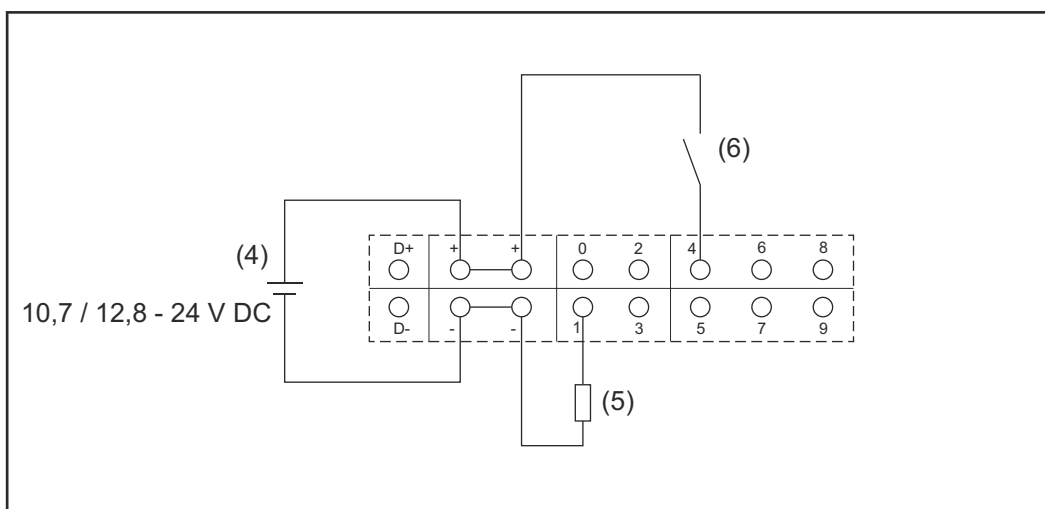 (6)
(4)
10,7 / 12,8 - 24 V DC
D+ + + 0 2 4 6 8
D- - - 1 3 5 7 9
(5)